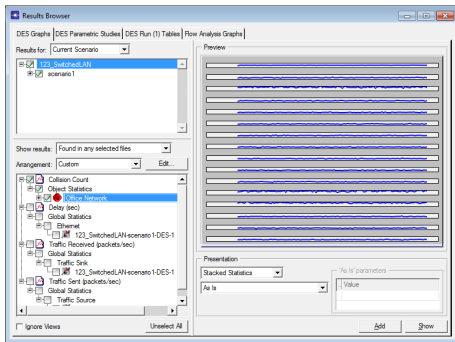 Results Browser
DES Graphs DES Parametric Studies DES Run (1) Tables Row Analysis Graphs
Results for: Current Scenario
123_SwitchedLAN
scenario1
Show results: Found in any selected files
Arrangement: Custom Edit...
Collision Count
Object Statistics
Office Network
Delay (sec)
Global Statistics
Ethernet
123_SwitchedLAN-scenario1-DES-1
Traffic Received (packets/sec)
Global Statistics
Traffic Sink
123_SwitchedLAN-scenario1-DES-1
Traffic Sent (packets/sec)
Global Statistics
Traffic Source
Ignore Views Unselect All
Preview
Presentation
Stacked Statistics
As Is
'As Is' parameters
Value
Add Show